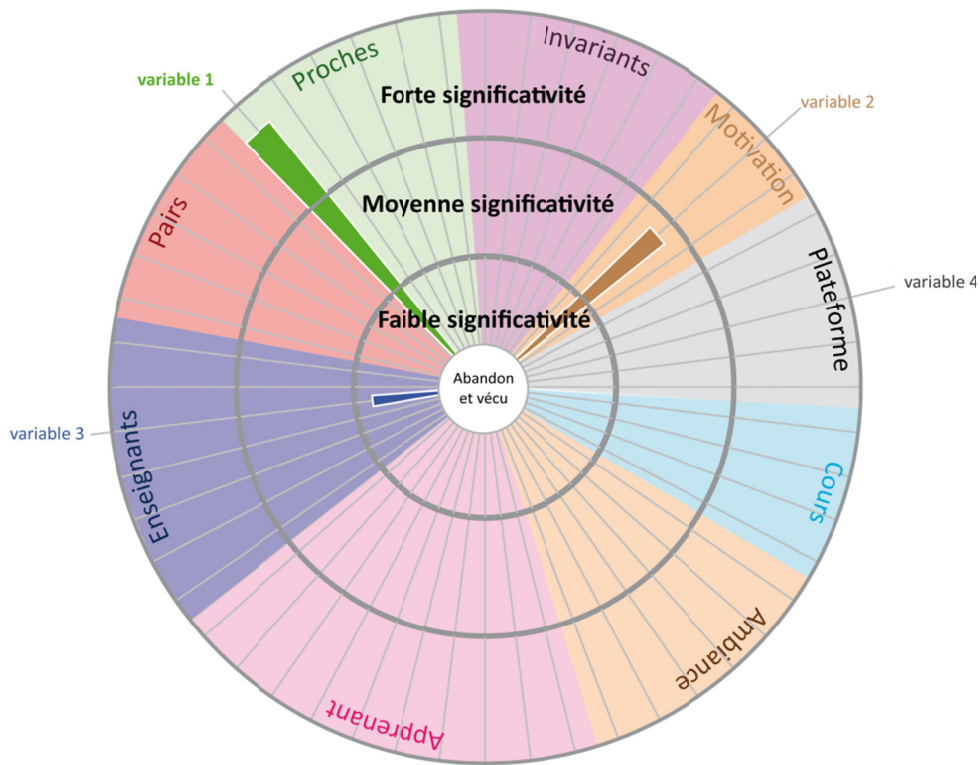 Invariants
Proches
Forte significativité
variable 1
variable 2
Motivation
Moyenne significativité
Pairs
Plateforme
variable 4
Faible significativité
Abandon
et vécu
variable 3
Enseignants
Cours
Ambiance
Apprenant